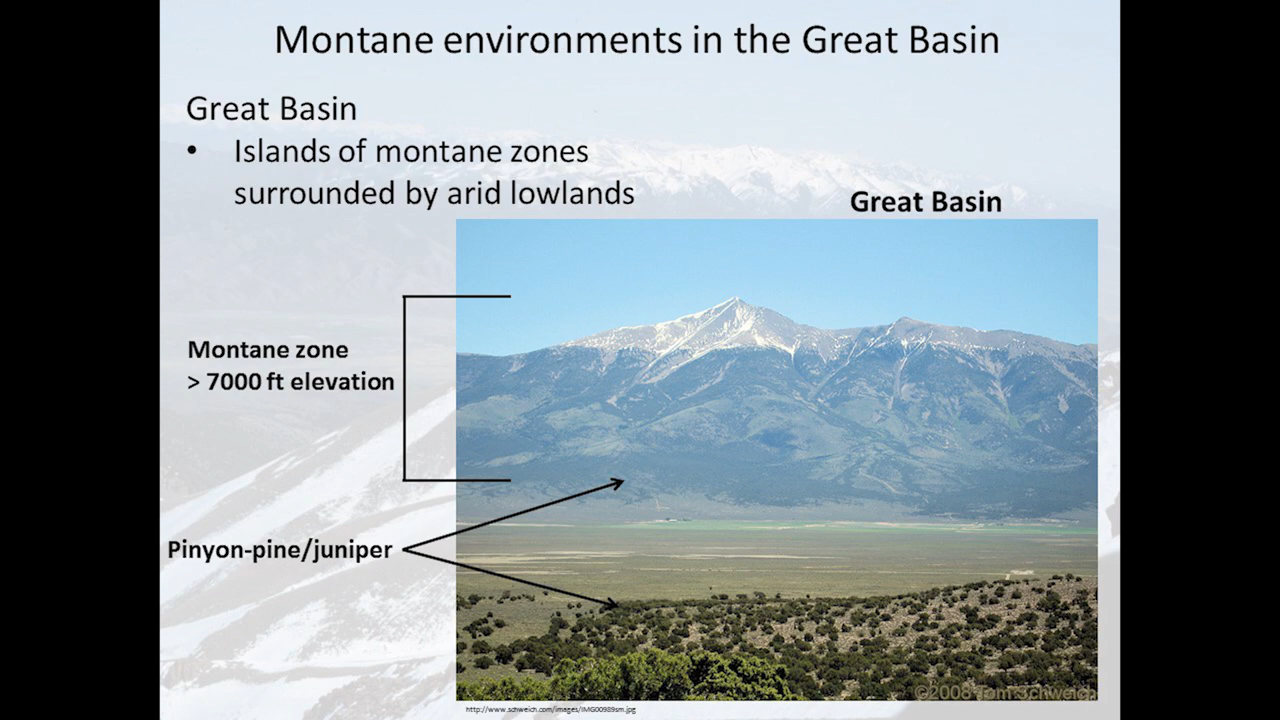 Montane environments in the Great Basin
Great Basin
• Islands of montane zones
surrounded by arid lowlands
Great Basin
Montane zone
> 7000 ft elevation
Pinyon-pine/juniper
©2008 Tom Schweich
http://www.schweich.com/images/IMG00989sm.jpg